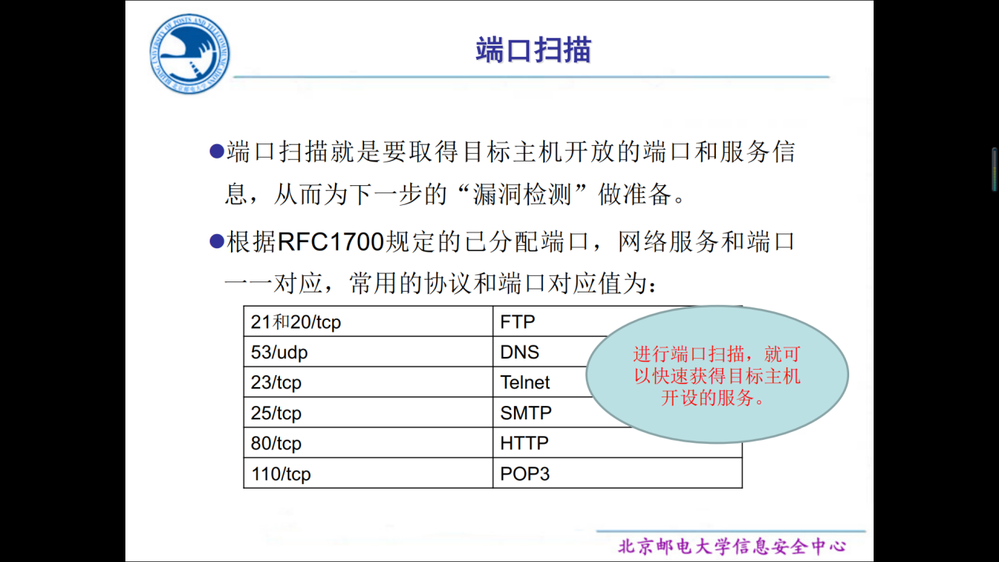 端口扫描
●端口扫描就是要取得目标主机开放的端口和服务信
息，从而为下一步的“漏洞检测”做准备。
●根据RFC1700规定的已分配端口，网络服务和端口
一一对应，常用的协议和端口对应值为：
21和20/tcp FTP
53/udp DNS
23/tcp Telnet
25/tcp SMTP
80/tcp HTTP
110/tcp POP3
进行端口扫描，就可
以快速获得目标主机
开设的服务。
北京邮电大学信息安全中心